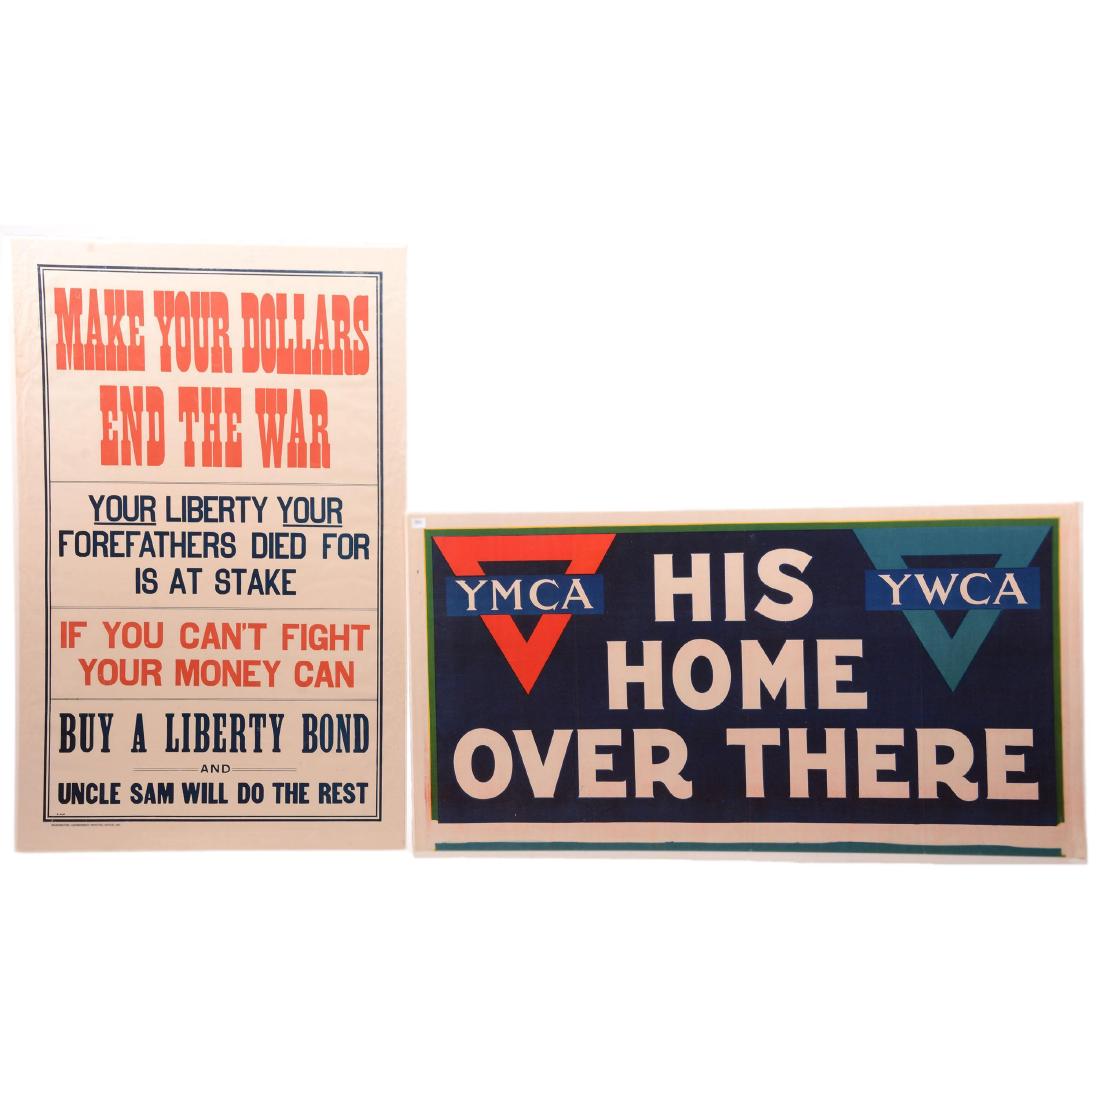 MAKE YOUR DOLLARS
END THE WAR
YOUR LIBERTY YOUR
FOREFATHERS DIED FOR
IS AT STAKE
IF YOU CAN'T FIGHT
YOUR MONEY CAN
BUY A LIBERTY BOND
AND
UNCLE SAM WILL DO THE REST
YMCA
HIS
HOME
OVER THERE
YWCA